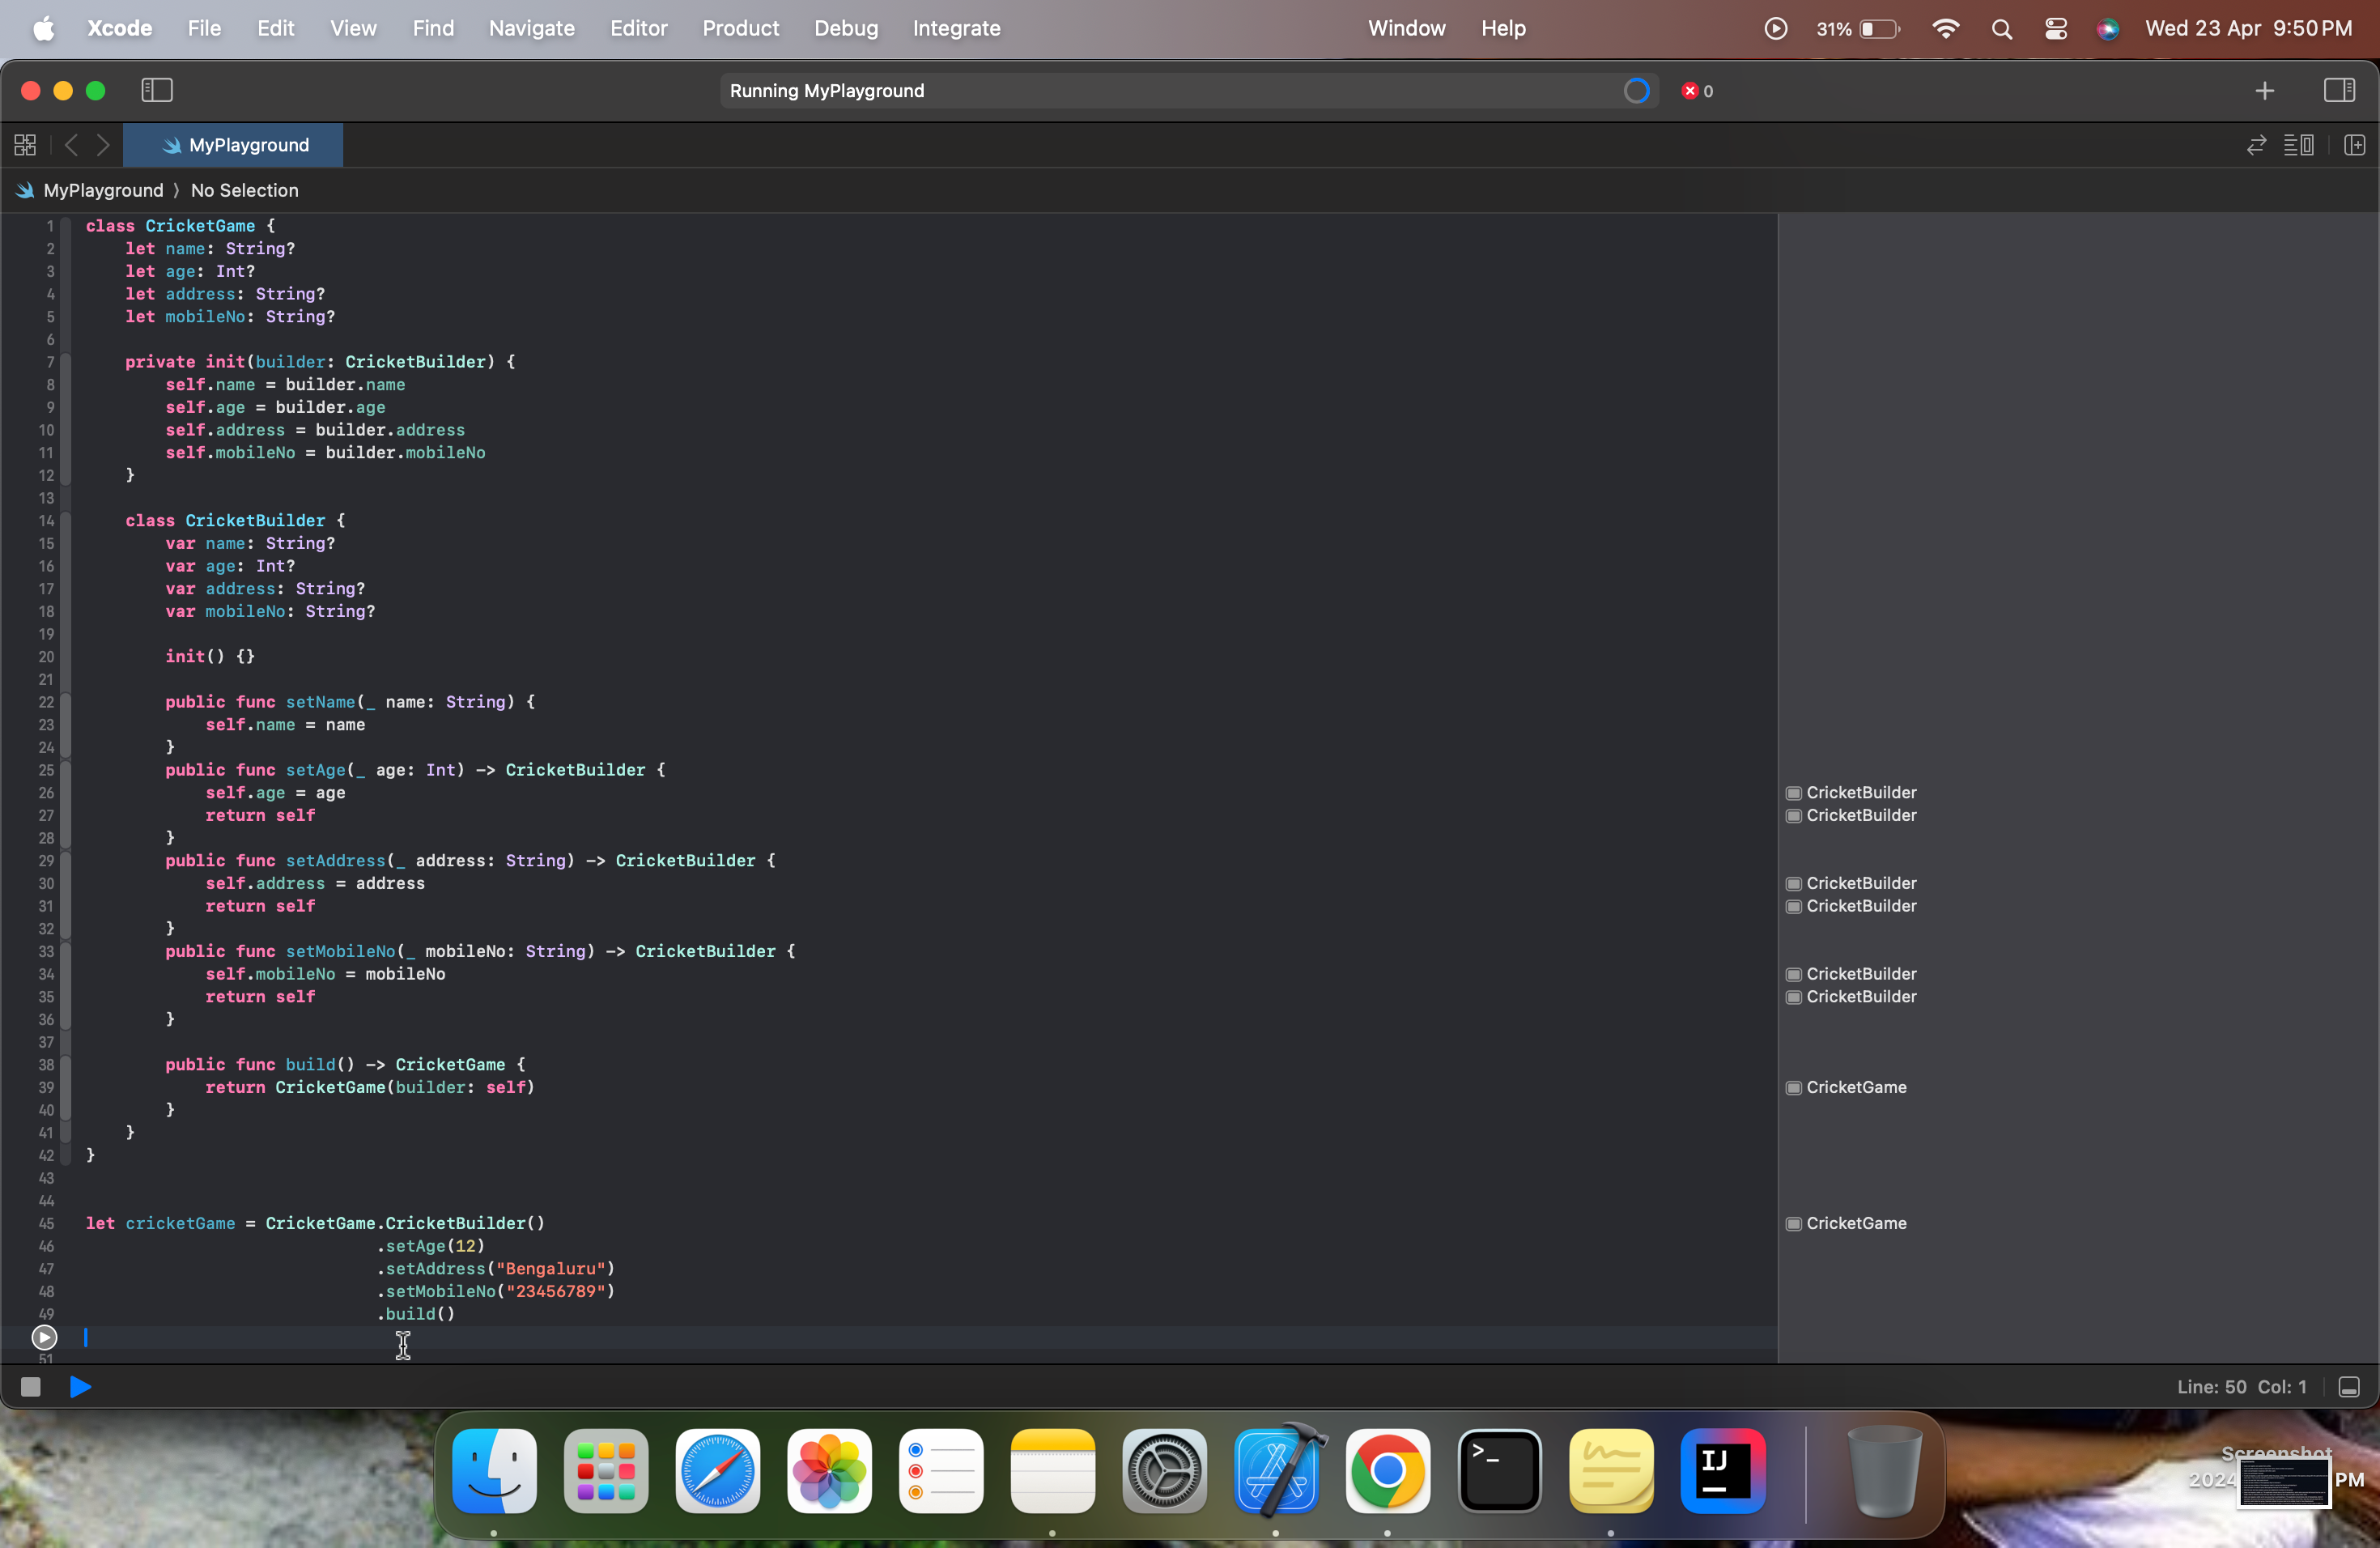 Xcode File Edit View Find Navigate Editor Product Debug Integrate Window Help 31% Wed 23 Apr 9:50 PM
Running MyPlayground 0
MyPlayground
MyPlayground 〉 No Selection
1 class CricketGame {
2 let name: String?
3 let age: Int?
4 let address: String?
5 let mobileNo: String?
6
7 private init(builder: CricketBuilder) {
8 self.name = builder.name
9 self.age = builder.age
10 self.address = builder.address
11 self.mobileNo = builder.mobileNo
12 }
13
14 class CricketBuilder {
15 var name: String?
16 var age: Int?
17 var address: String?
18 var mobileNo: String?
19
20 init() {}
21
22 public func setName(_ name: String) {
23 self.name = name
24 }
25 public func setAge(_ age: Int) -> CricketBuilder {
26 self.age = age CricketBuilder
27 return self CricketBuilder
28 }
29 public func setAddress(_ address: String) -> CricketBuilder {
30 self.address = address CricketBuilder
31 return self CricketBuilder
32 }
33 public func setMobileNo(_ mobileNo: String) -> CricketBuilder {
34 self.mobileNo = mobileNo CricketBuilder
35 return self CricketBuilder
36 }
37
38 public func build() -> CricketGame {
39 return CricketGame(builder: self) CricketGame
40 }
41 }
42 }
43
44
45 let cricketGame = CricketGame.CricketBuilder() CricketGame
46 .setAge(12)
47 .setAddress("Bengaluru")
48 .setMobileNo("23456789")
49 .build()
51
Line: 50 Col: 1
>_
IJ
Screenshot
2024 PM